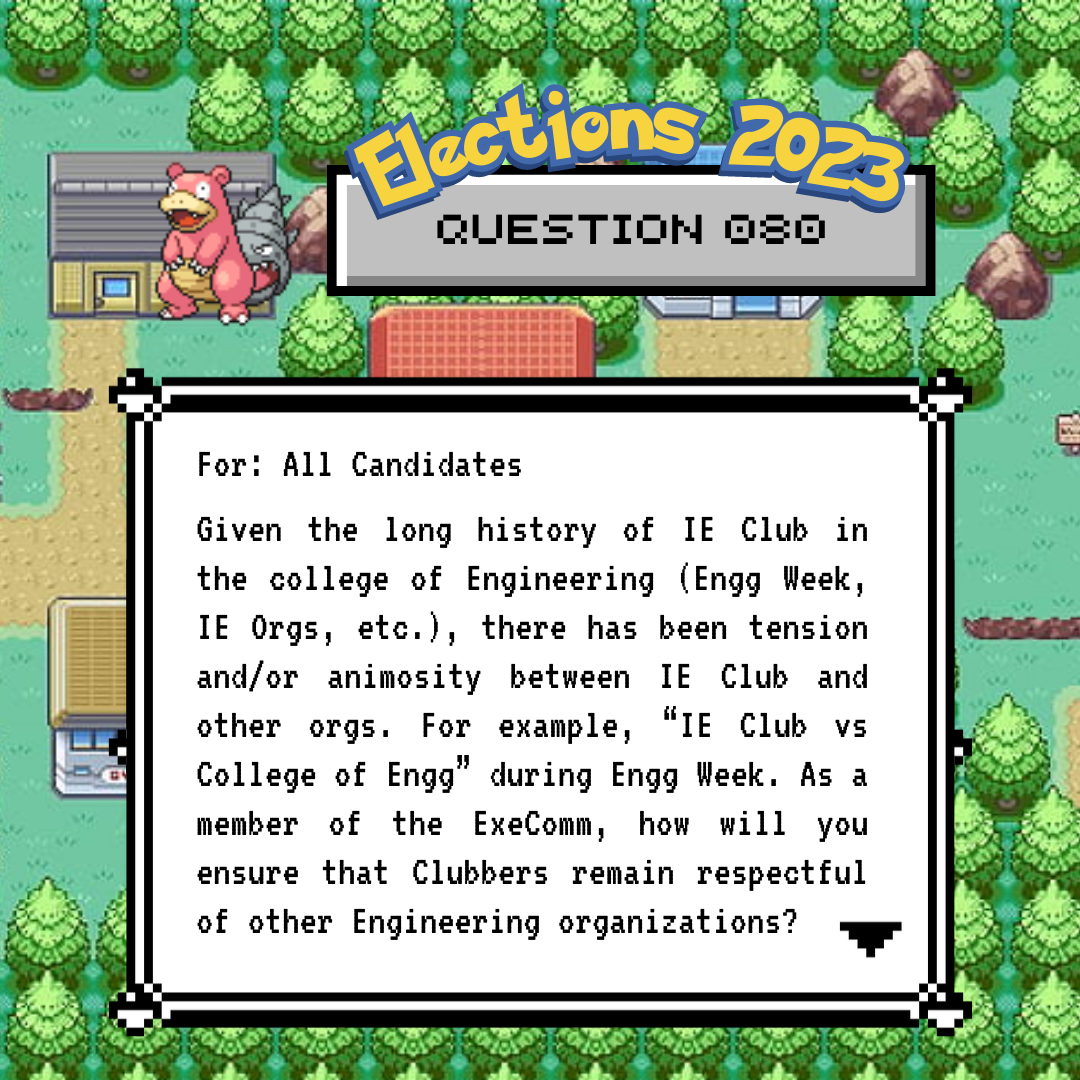 Elections 2023
QUESTION 080
For: All Candidates
Given the long history of IE Club in
the college of Engineering (Engg Week,
IE Orgs, etc.), there has been tension
and/or animosity between IE Club and
other orgs. For example, “IE Club vs
College of Engg” during Engg Week. As a
member of the ExeComm, how will you
ensure that Clubbers remain respectful
of other Engineering organizations?